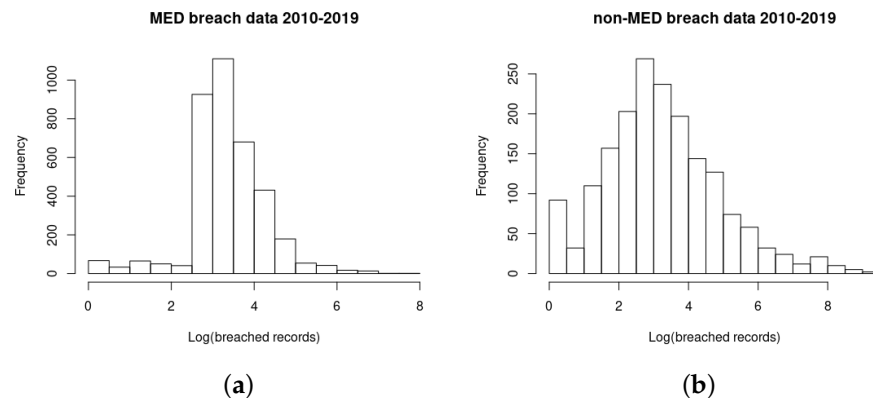 MED breach data 2010-2019
Frequency
0 200 400 600 800 1000
0 2 4 6 8
Log(breached records)
(a)
non-MED breach data 2010-2019
Frequency
0 50 100 150 200 250
0 2 4 6 8
Log(breached records)
(b)